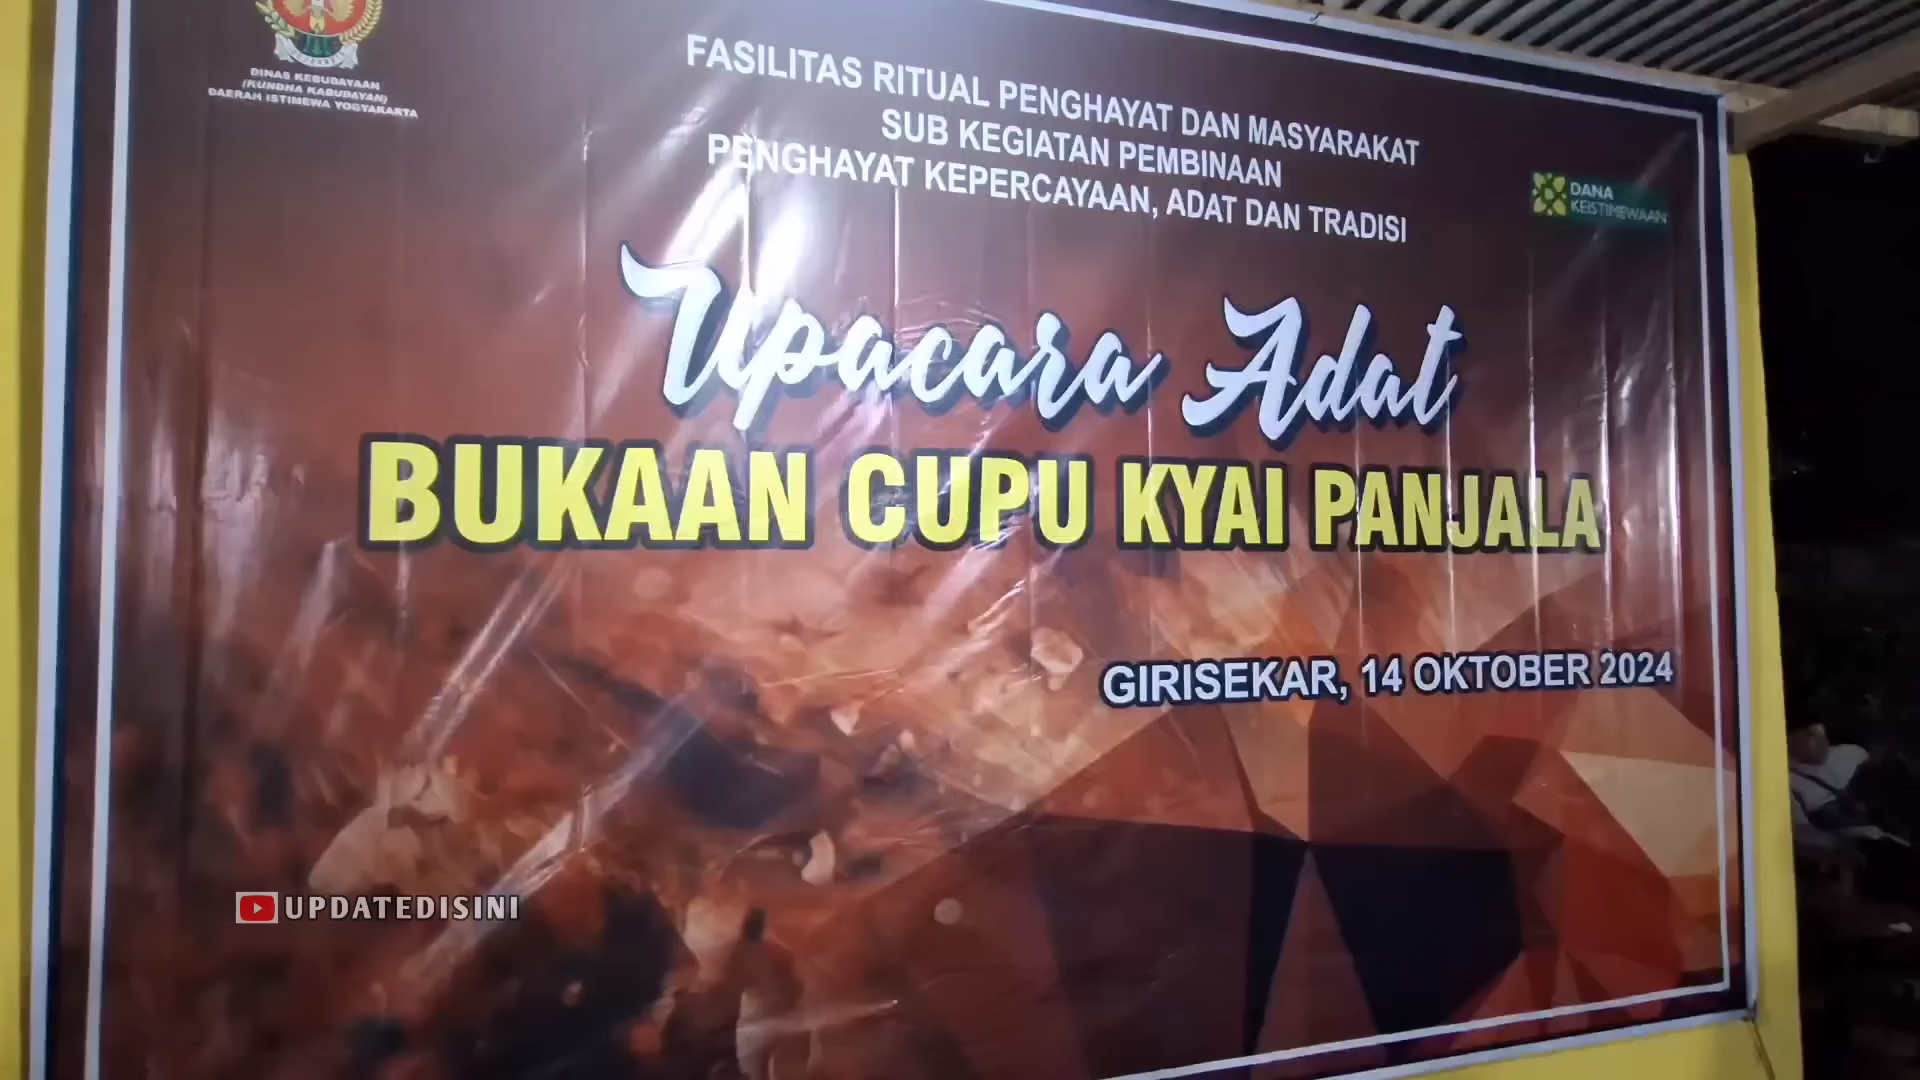 DINAS KEBUDAYAAN
(KUNDHA KABUDAYAN)
DAERAH ISTIMEWA YOGYAKARTA
FASILITAS RITUAL PENGHAYAT DAN MASYARAKAT
SUB KEGIATAN PEMBINAAN
PENGHAYAT KEPERCAYAAN, ADAT DAN TRADISI
DANA
KEISTIMEWAAN
Upacara Adat
BUKAAN CUPU KYAI PANJALA
GIRISEKAR, 14 OKTOBER 2024
UPDATEDISINI